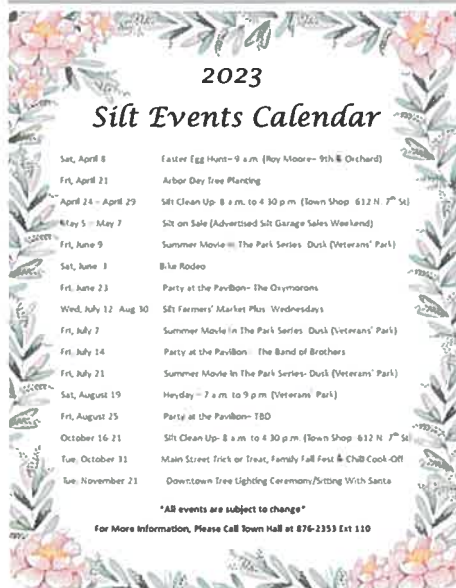 2023
Silt Events Calendar
Sat, April 8 Easter Egg Hunt- 9 a.m. (Roy Moore- 9th & Orchard)
Fri, April 21 Arbor Day Tree Planting
April 24 - April 29 Silt Clean Up- 8 a.m. to 4:30 p.m. (Town Shop 612 N. 7th St)
May 5 - May 7 Silt on Sale (Advertised Silt Garage Sales Weekend)
Fri, June 9 Summer Movie in The Park Series- Dusk (Veterans' Park)
Sat, June 3 Bike Rodeo
Fri, June 23 Party at the Pavilion- The Oxymorons
Wed, July 12 Aug 30 Silt Farmers' Market Plus Wednesdays
Fri, July 7 Summer Movie In The Park Series- Dusk (Veterans' Park)
Fri, July 14 Party at the Pavilion- The Band of Brothers
Fri, July 21 Summer Movie In The Park Series- Dusk (Veterans' Park)
Sat, August 19 Heyday - 7 a.m. to 9 p.m. (Veterans' Park)
Fri, August 25 Party at the Pavilion- TBD
October 16-21 Silt Clean Up- 8 a.m. to 4:30 p.m. (Town Shop 612 N. 7th St)
Tue, October 31 Main Street Trick or Treat, Family Fall Fest & Chili Cook-Off
Tue, November 21 Downtown Tree Lighting Ceremony/Sitting With Santa
*All events are subject to change*
For More Information, Please Call Town Hall at 876-2353 Ext 110